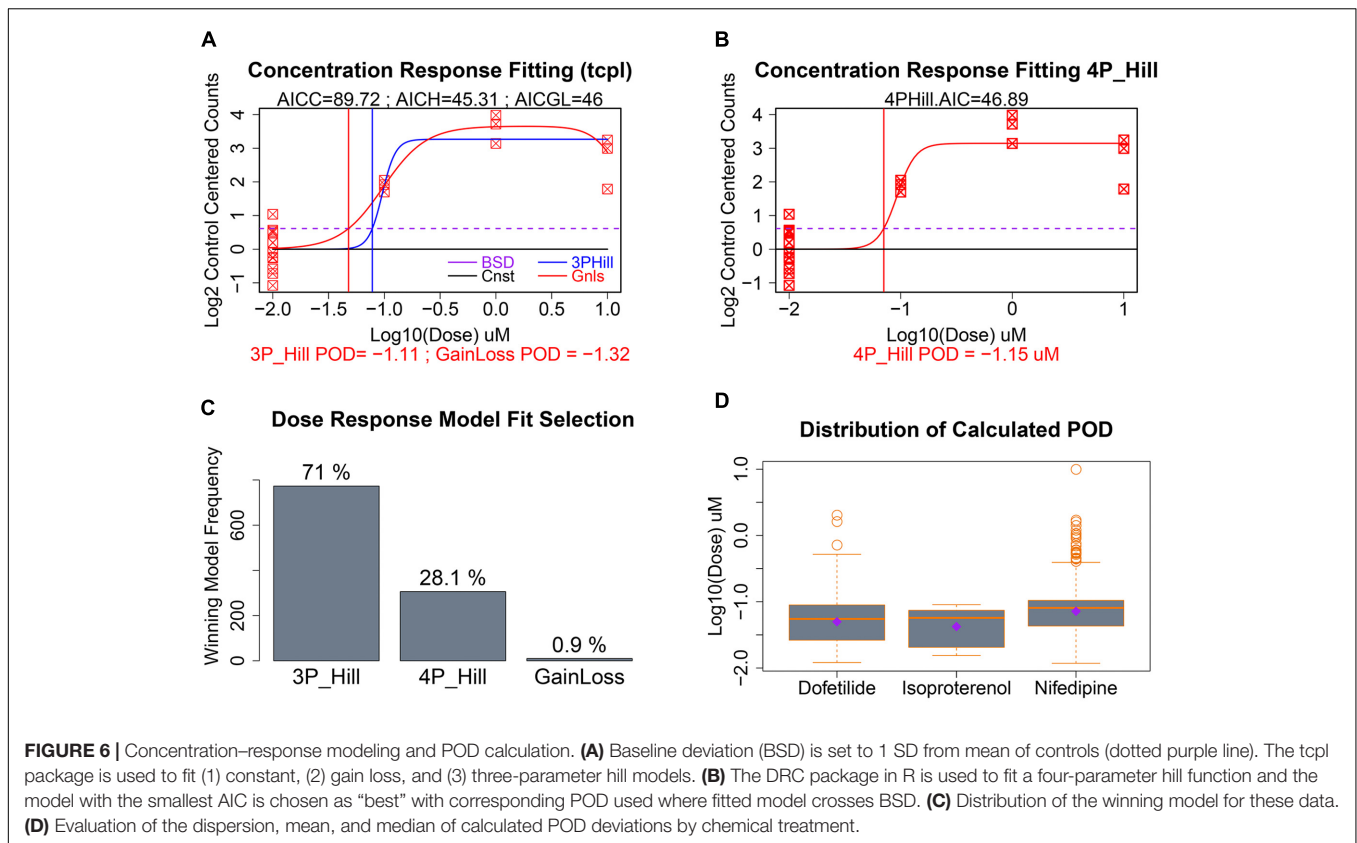 A
Concentration Response Fitting (tcpl)
AICC=89.72 ; AICH=45.31 ; AICGL=46
Log2 Control Centered Counts
4
3
2
1
0
−1
BSD
3PHill
Cnst
Gnls
−2.0 −1.5 −1.0 −0.5 0.0 0.5 1.0
Log10(Dose) uM
3P_Hill POD= −1.11 ; GainLoss POD = −1.32
B
Concentration Response Fitting 4P_Hill
4PHill.AIC=46.89
Log2 Control Centered Counts
4
3
2
1
0
−1
−2 −1 0 1
Log10(Dose) uM
4P_Hill POD = −1.15 uM
C
Dose Response Model Fit Selection
Winning Model Frequency
600
200
0
71 %
28.1 %
0.9 %
3P_Hill 4P_Hill GainLoss
D
Distribution of Calculated POD
Log10(Dose) uM
1.0
0.0
−1.0
−2.0
Dofetilide Isoproterenol Nifedipine
FIGURE 6 | Concentration–response modeling and POD calculation. (A) Baseline deviation (BSD) is set to 1 SD from mean of controls (dotted purple line). The tcpl
package is used to fit (1) constant, (2) gain loss, and (3) three-parameter hill models. (B) The DRC package in R is used to fit a four-parameter hill function and the
model with the smallest AIC is chosen as “best” with corresponding POD used where fitted model crosses BSD. (C) Distribution of the winning model for these data.
(D) Evaluation of the dispersion, mean, and median of calculated POD deviations by chemical treatment.